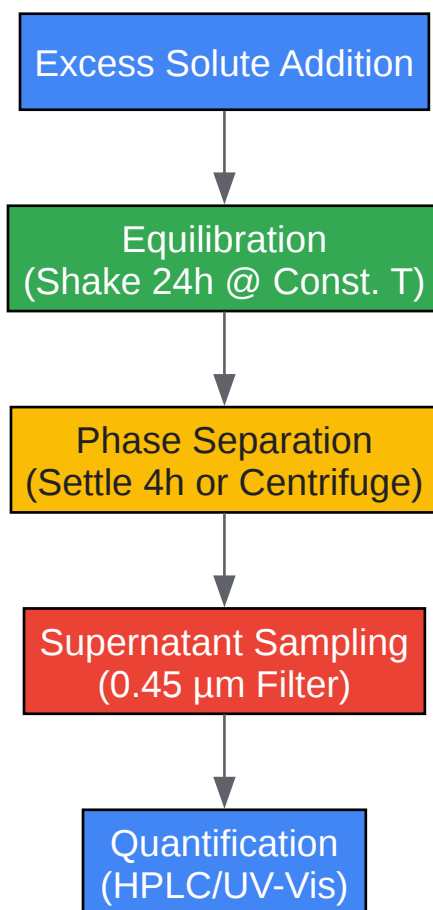 Excess Solute Addition
Equilibration
(Shake 24h @ Const. T)
Phase Separation
(Settle 4h or Centrifuge)
Supernatant Sampling
(0.45 µm Filter)
Quantification
(HPLC/UV-Vis)